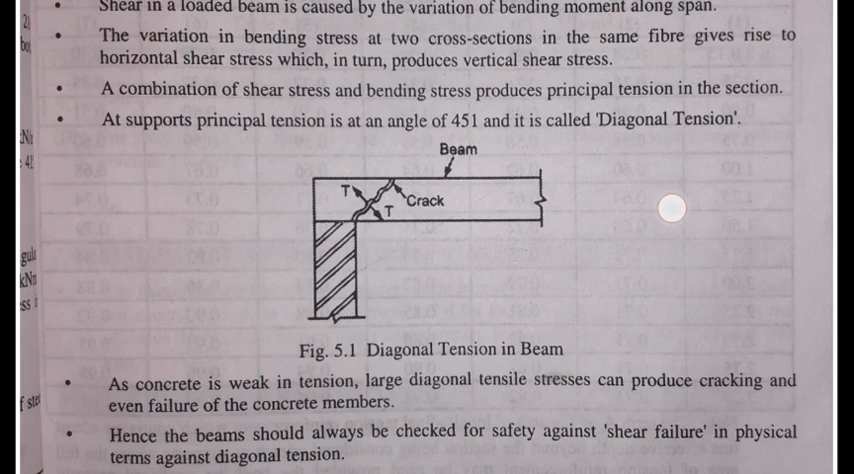 Shear in a loaded beam is caused by the variation of bending moment along span.
The variation in bending stress at two cross-sections in the same fibre gives rise to
horizontal shear stress which, in turn, produces vertical shear stress.
A combination of shear stress and bending stress produces principal tension in the section.
At supports principal tension is at an angle of 451 and it is called 'Diagonal Tension'.
Beam
T
Crack
T
Fig. 5.1 Diagonal Tension in Beam
As concrete is weak in tension, large diagonal tensile stresses can produce cracking and
even failure of the concrete members.
Hence the beams should always be checked for safety against 'shear failure' in physical
terms against diagonal tension.